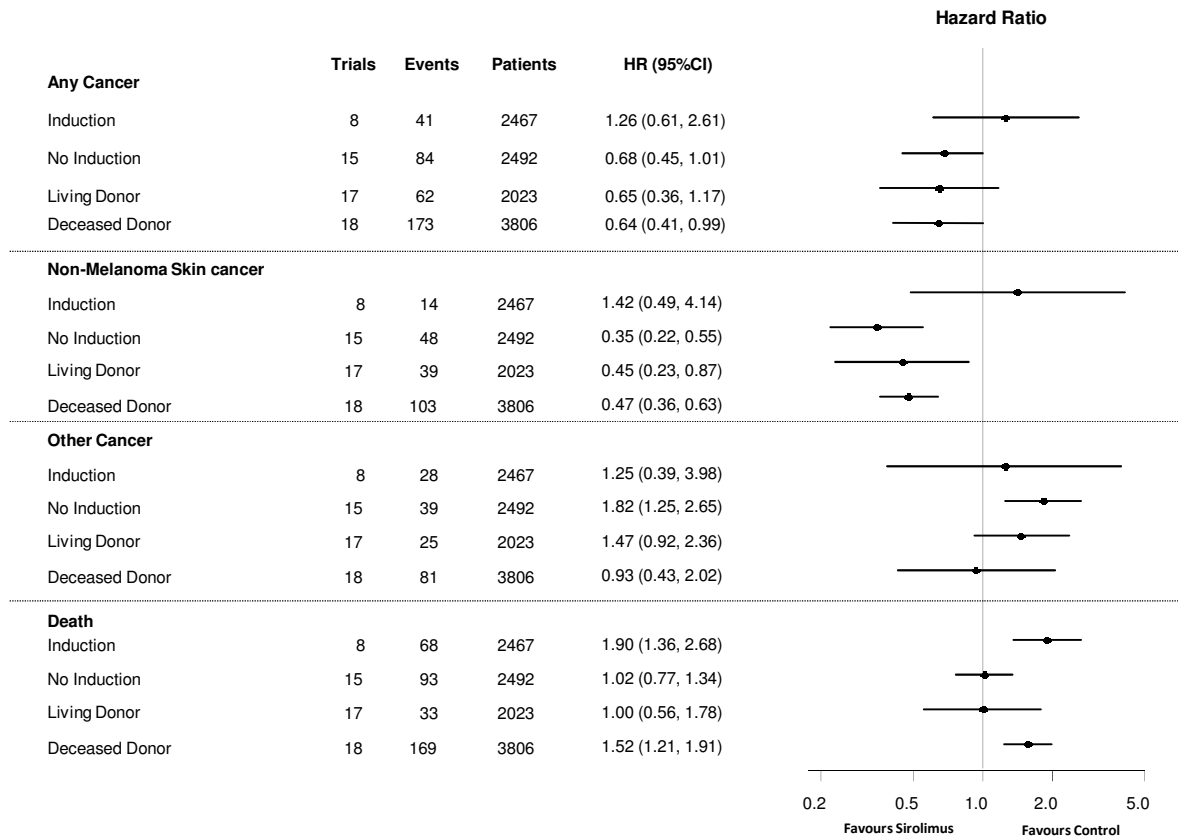 Hazard Ratio
Trials Events Patients HR (95%CI)
Any Cancer
Induction 8 41 2467 1.26 (0.61, 2.61)
No Induction 15 84 2492 0.68 (0.45, 1.01)
Living Donor 17 62 2023 0.65 (0.36, 1.17)
Deceased Donor 18 173 3806 0.64 (0.41, 0.99)
Non-Melanoma Skin cancer
Induction 8 14 2467 1.42 (0.49, 4.14)
No Induction 15 48 2492 0.35 (0.22, 0.55)
Living Donor 17 39 2023 0.45 (0.23, 0.87)
Deceased Donor 18 103 3806 0.47 (0.36, 0.63)
Other Cancer
Induction 8 28 2467 1.25 (0.39, 3.98)
No Induction 15 39 2492 1.82 (1.25, 2.65)
Living Donor 17 25 2023 1.47 (0.92, 2.36)
Deceased Donor 18 81 3806 0.93 (0.43, 2.02)
Death
Induction 8 68 2467 1.90 (1.36, 2.68)
No Induction 15 93 2492 1.02 (0.77, 1.34)
Living Donor 17 33 2023 1.00 (0.56, 1.78)
Deceased Donor 18 169 3806 1.52 (1.21, 1.91)
0.2 0.5 1.0 2.0 5.0
Favours Sirolimus Favours Control